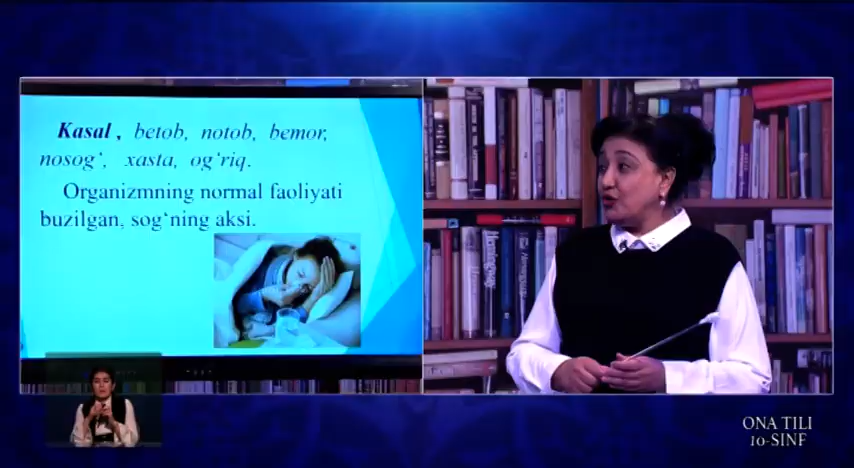 Kasal , betob, notob, bemor,
nosog‘, xasta, og‘riq.
Organizmning normal faoliyati
buzilgan, sog‘ning aksi.
Hemingway
ONA TILI
10-SINF